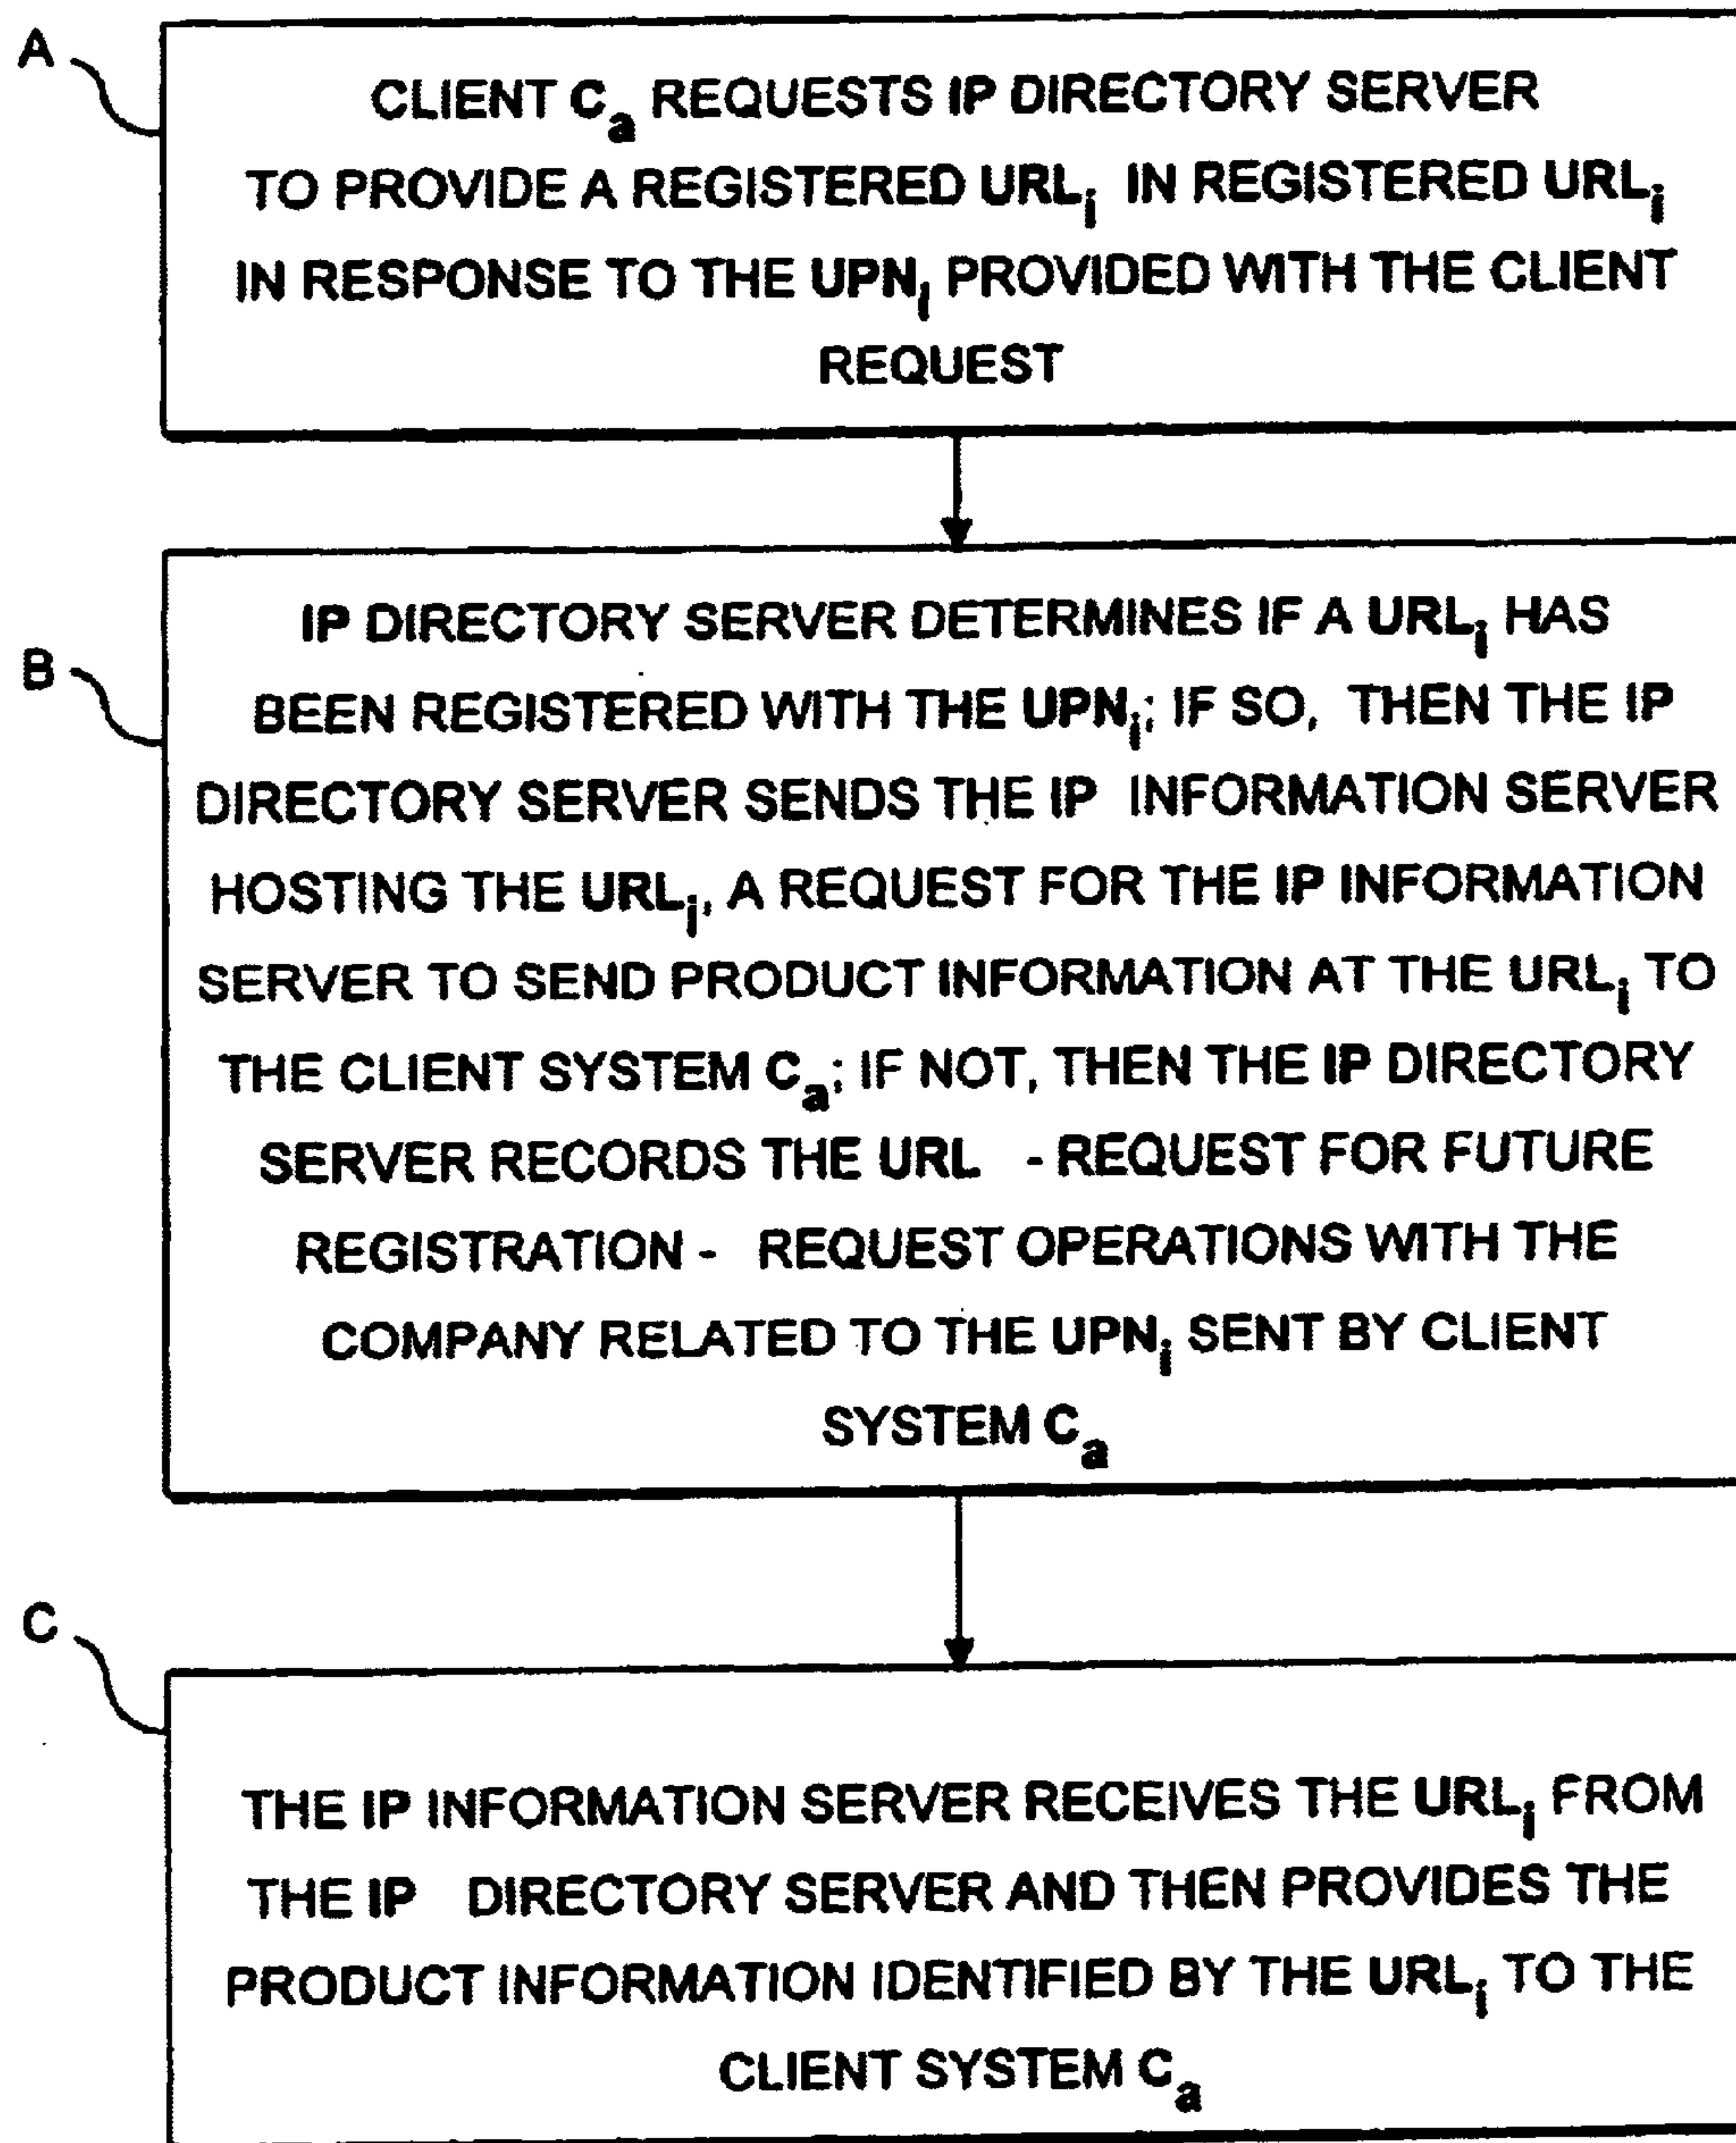 A
CLIENT Ca REQUESTS IP DIRECTORY SERVER
TO PROVIDE A REGISTERED URLi IN REGISTERED URLi
IN RESPONSE TO THE UPNi PROVIDED WITH THE CLIENT
REQUEST
B
IP DIRECTORY SERVER DETERMINES IF A URLi HAS
BEEN REGISTERED WITH THE UPNi; IF SO, THEN THE IP
DIRECTORY SERVER SENDS THE IP INFORMATION SERVER
HOSTING THE URLi, A REQUEST FOR THE IP INFORMATION
SERVER TO SEND PRODUCT INFORMATION AT THE URLi TO
THE CLIENT SYSTEM Ca; IF NOT, THEN THE IP DIRECTORY
SERVER RECORDS THE URL - REQUEST FOR FUTURE
REGISTRATION - REQUEST OPERATIONS WITH THE
COMPANY RELATED TO THE UPNi SENT BY CLIENT
SYSTEM Ca
C
THE IP INFORMATION SERVER RECEIVES THE URLi FROM
THE IP DIRECTORY SERVER AND THEN PROVIDES THE
PRODUCT INFORMATION IDENTIFIED BY THE URLi TO THE
CLIENT SYSTEM Ca